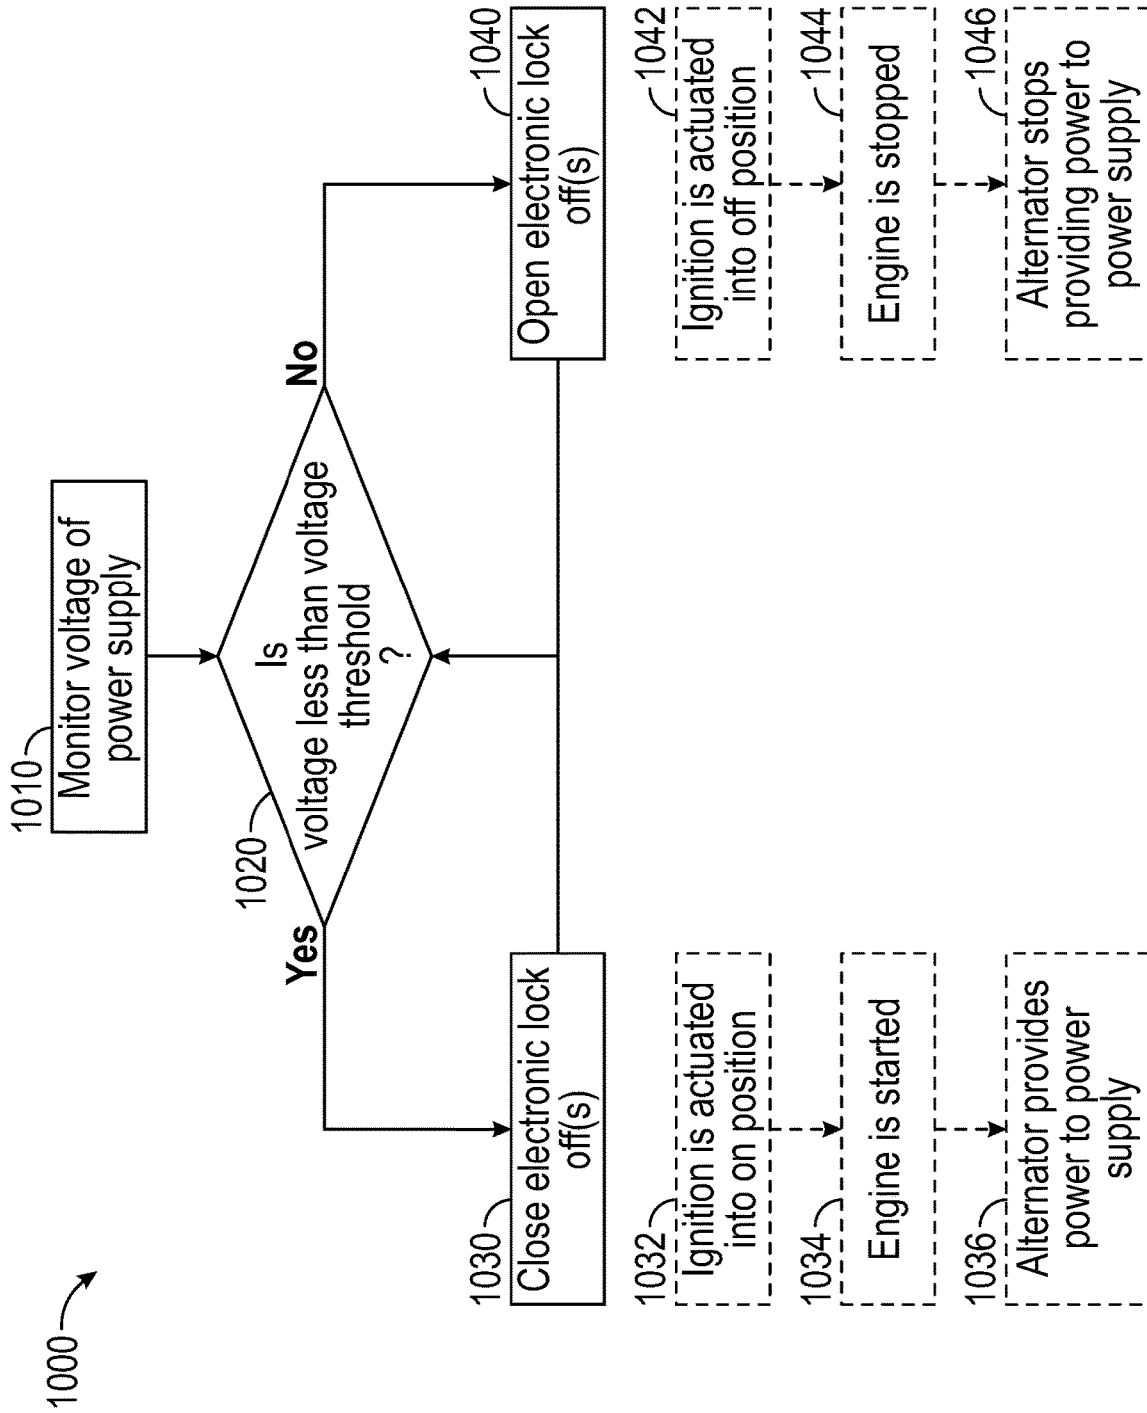 1000
1010
Monitor voltage of
power supply
1020
Is
voltage less than voltage
threshold
?
Yes
No
1030
Close electronic lock
off(s)
1040
Open electronic lock
off(s)
1032
Ignition is actuated
into on position
1042
Ignition is actuated
into off position
1034
Engine is started
1044
Engine is stopped
1036
Alternator provides
power to power
supply
1046
Alternator stops
providing power to
power supply